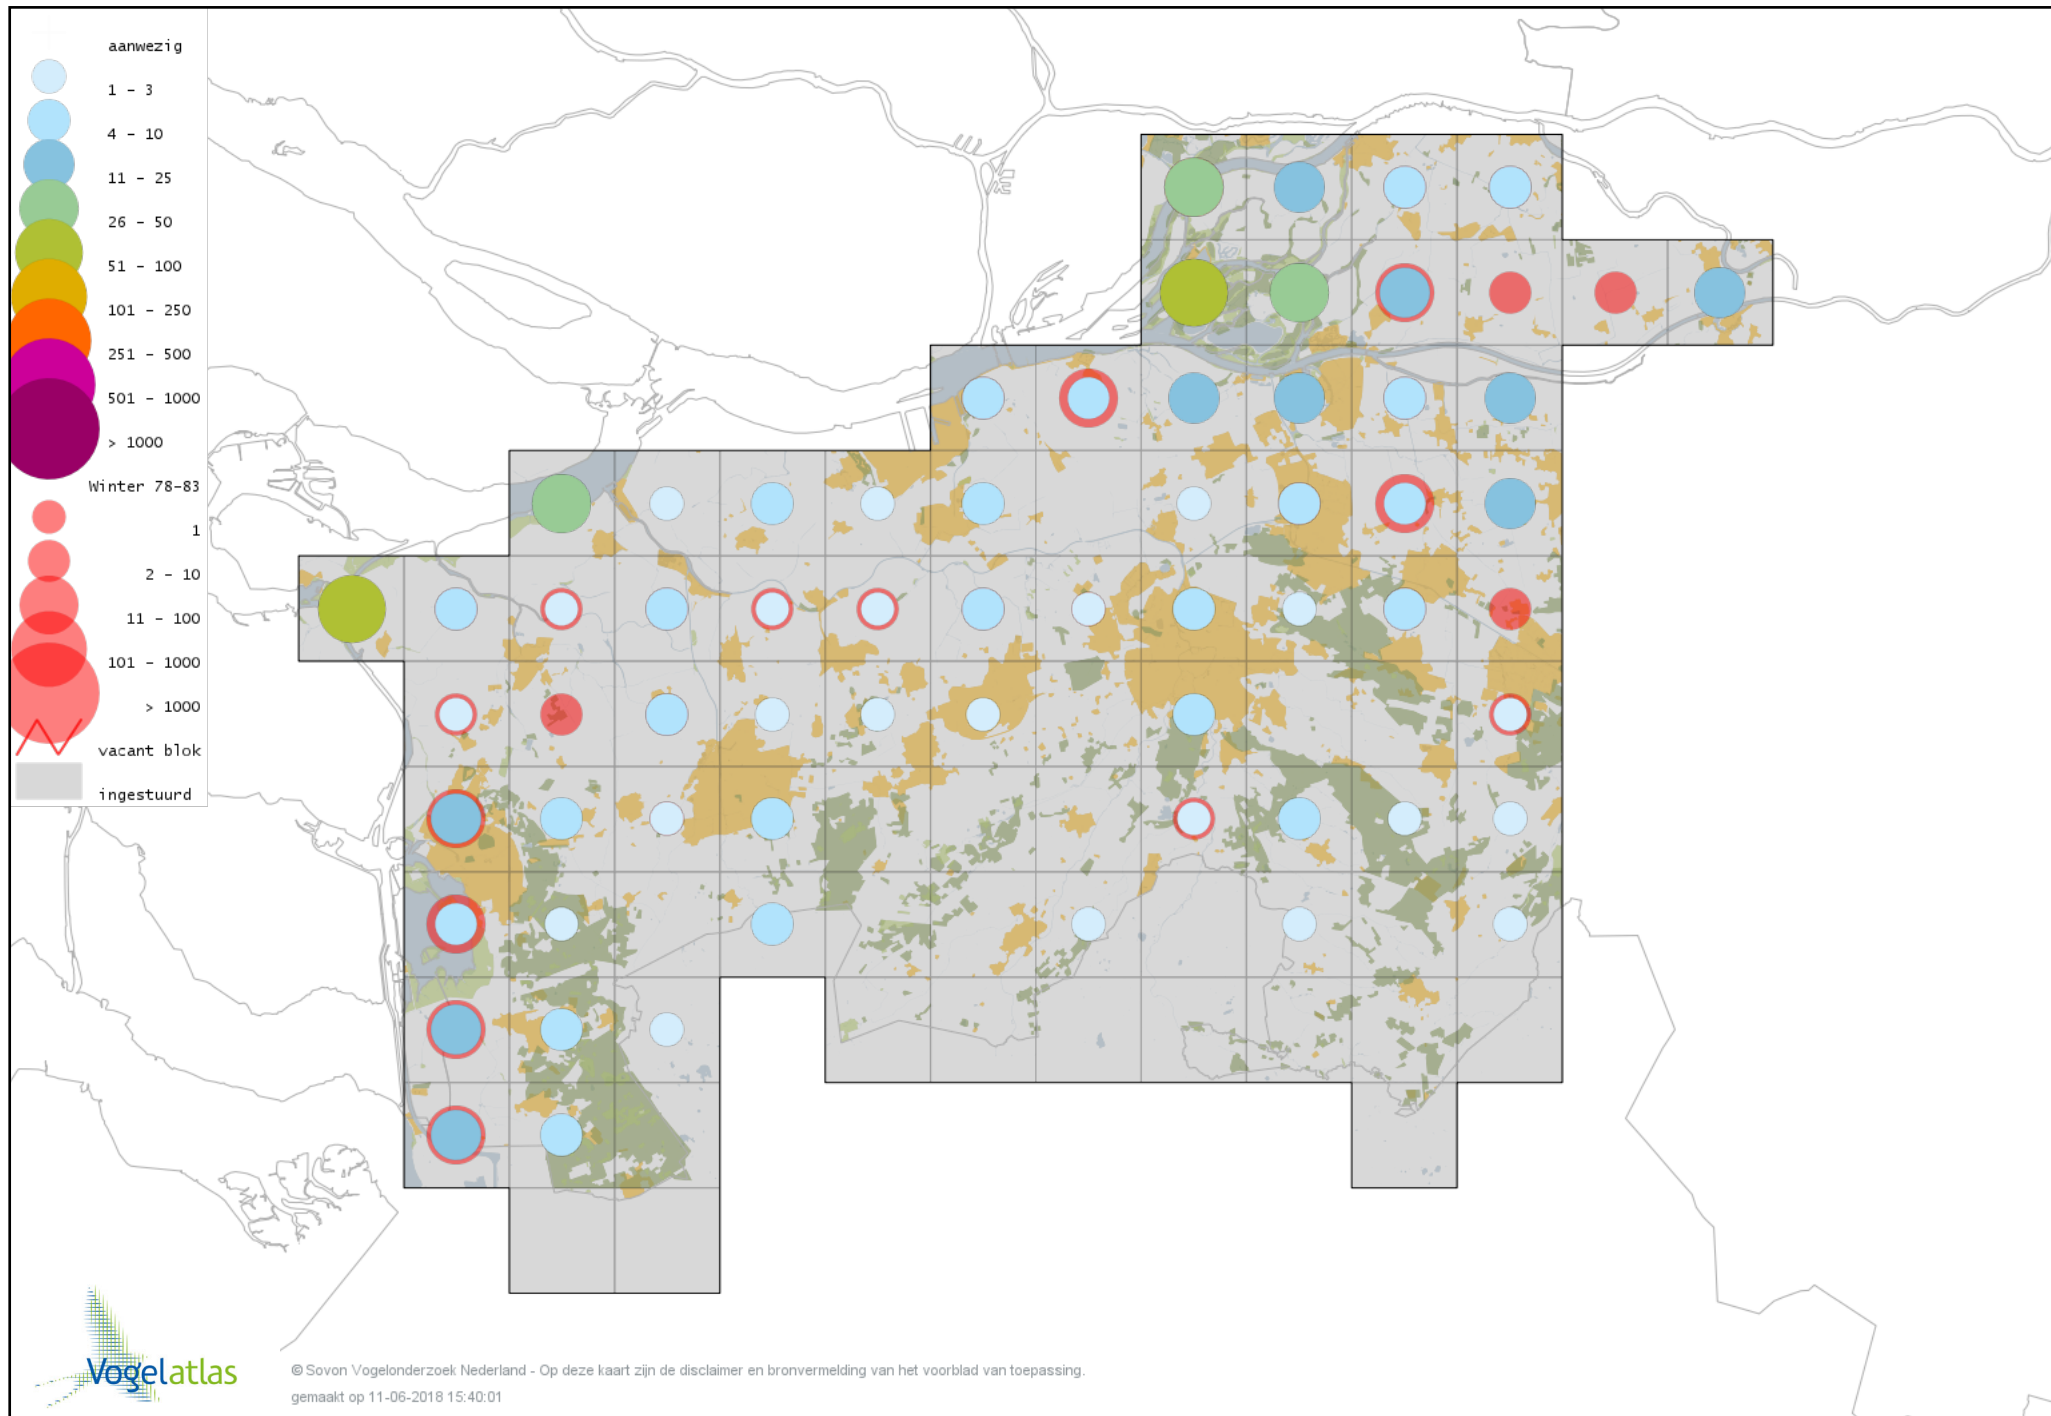 aanwezig
1 - 3
4 - 10
11 - 25
26 - 50
51 - 100
101 - 250
251 - 500
501 - 1000
> 1000
Winter 78-83
1
2 - 10
11 - 100
101 - 1000
> 1000
vacant blok
ingestuurd
Vogelatlas
© Sovon Vogelonderzoek Nederland - Op deze kaart zijn de disclaimer en bronvermelding van het voorblad van toepassing.
gemaakt op 11-06-2018 15:40:01